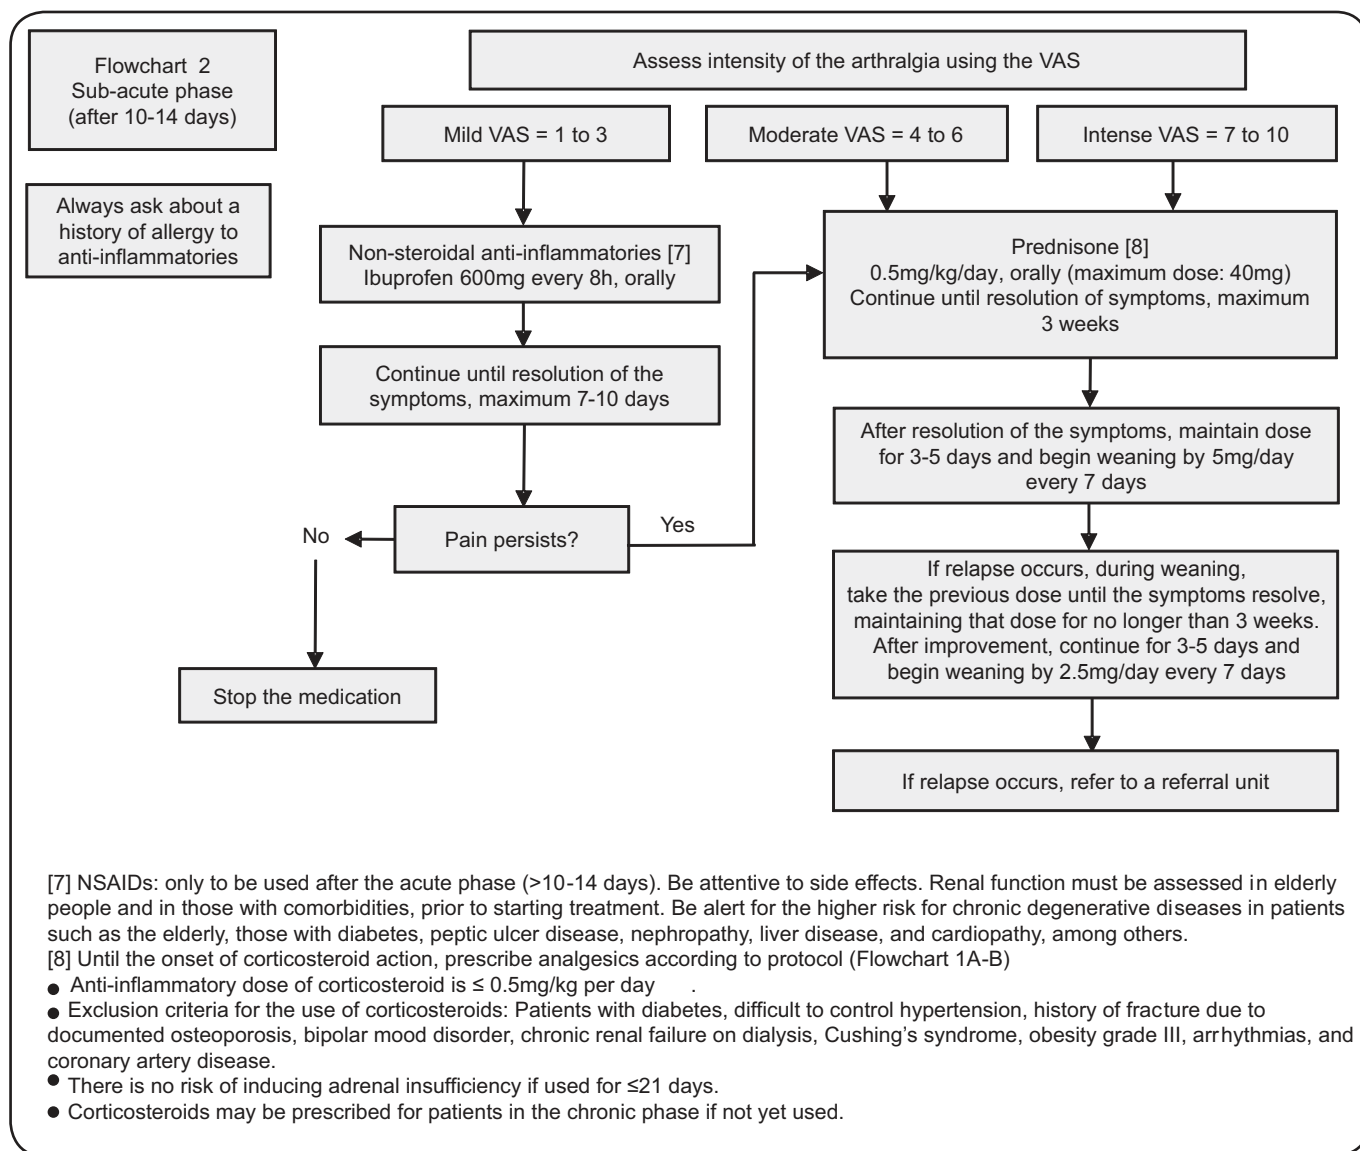 Flowchart 2
Sub-acute phase
(after 10-14 days)
Always ask about a
history of allergy to
anti-inflammatories
Assess intensity of the arthralgia using the VAS
Mild VAS = 1 to 3
Moderate VAS = 4 to 6
Intense VAS = 7 to 10
Non-steroidal anti-inflammatories [7]
Ibuprofen 600mg every 8h, orally
Continue until resolution of the
symptoms, maximum 7-10 days
Pain persists?
No
Yes
Stop the medication
Prednisone [8]
0.5mg/kg/day, orally (maximum dose: 40mg)
Continue until resolution of symptoms, maximum
3 weeks
After resolution of the symptoms, maintain dose
for 3-5 days and begin weaning by 5mg/day
every 7 days
If relapse occurs, during weaning,
take the previous dose until the symptoms resolve,
maintaining that dose for no longer than 3 weeks.
After improvement, continue for 3-5 days and
begin weaning by 2.5mg/day every 7 days
If relapse occurs, refer to a referral unit
[7] NSAIDs: only to be used after the acute phase (>10-14 days). Be attentive to side effects. Renal function must be assessed in elderly
people and in those with comorbidities, prior to starting treatment. Be alert for the higher risk for chronic degenerative diseases in patients
such as the elderly, those with diabetes, peptic ulcer disease, nephropathy, liver disease, and cardiopathy, among others.
[8] Until the onset of corticosteroid action, prescribe analgesics according to protocol (Flowchart 1A-B)
● Anti-inflammatory dose of corticosteroid is ≤ 0.5mg/kg per day .
● Exclusion criteria for the use of corticosteroids: Patients with diabetes, difficult to control hypertension, history of fracture due to
documented osteoporosis, bipolar mood disorder, chronic renal failure on dialysis, Cushing's syndrome, obesity grade III, arrhythmias, and
coronary artery disease.
● There is no risk of inducing adrenal insufficiency if used for ≤21 days.
● Corticosteroids may be prescribed for patients in the chronic phase if not yet used.